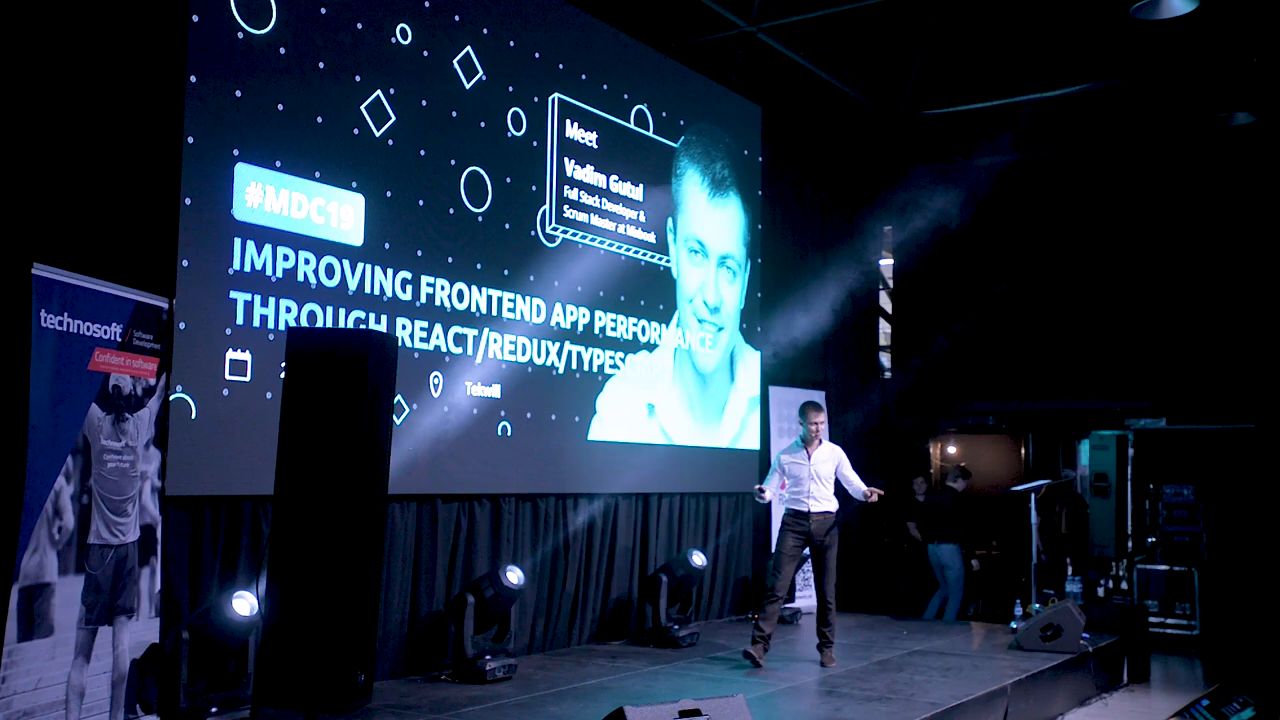 Meet
Vadim Gutul
Full Stack Developer &
Scrum Master at Mixbook
#MDC19
IMPROVING FRONTEND APP PERFORMANCE
THROUGH REACT/REDUX/
Tekwill
technosoft
Software
Development
Confident in software